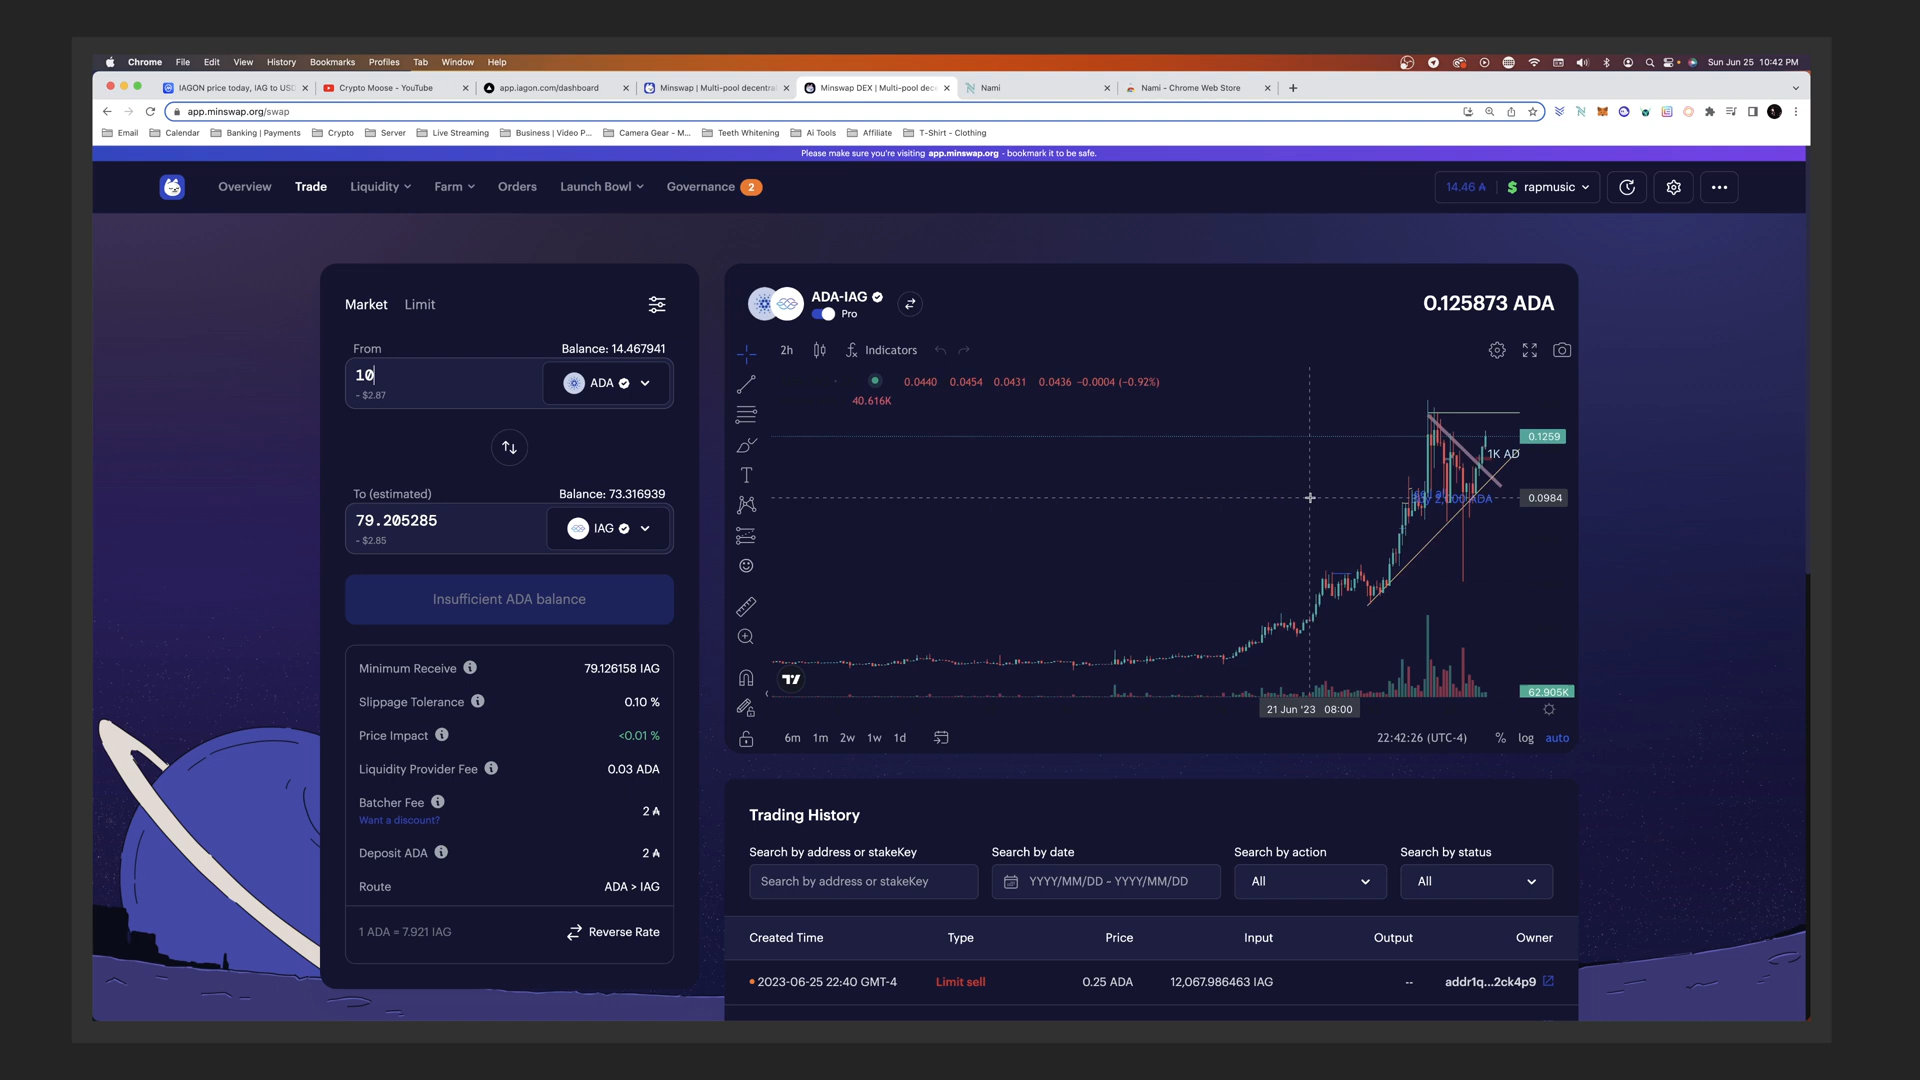 Chrome File Edit View History Bookmarks Profiles Tab Window Help Sun Jun 25 10:42 PM
IAGON price today, IAG to USD Crypto Moose - YouTube app.iagon.com/dashboard Minswap | Multi-pool decentral Minswap DEX | Multi-pool dec Nami Nami - Chrome Web Store
app.minswap.org/swap
Email Calendar Banking | Payments Crypto Server Live Streaming Business | Video P... Camera Gear - M... Teeth Whitening Ai Tools Affiliate T-Shirt - Clothing
Please make sure you're visiting app.minswap.org - bookmark it to be safe.
Overview Trade Liquidity Farm Orders Launch Bowl Governance 2 14.46 ₳ $ rapmusic
Market Limit
From Balance: 14.467941
10 ADA
~ $2.87
To (estimated) Balance: 73.316939
79.205285 IAG
~ $2.85
Insufficient ADA balance
Minimum Receive 79.126158 IAG
Slippage Tolerance 0.10 %
Price Impact <0.01 %
Liquidity Provider Fee 0.03 ADA
Batcher Fee 2 ₳
Want a discount?
Deposit ADA 2 ₳
Route ADA > IAG
1 ADA = 7.921 IAG Reverse Rate
ADA-IAG 0.125873 ADA
Pro
2h Indicators
0.0440 0.0454 0.0431 0.0436 −0.0004 (−0.92%)
40.616K
0.1259
1K AD
0.0984
62.905K
21 Jun '23 08:00
6m 1m 2w 1w 1d 22:42:26 (UTC-4) % log auto
Trading History
Search by address or stakeKey Search by date Search by action Search by status
Search by address or stakeKey YYYY/MM/DD - YYYY/MM/DD All All
Created Time Type Price Input Output Owner
2023-06-25 22:40 GMT-4 Limit sell 0.25 ADA 12,067.986463 IAG -- addr1q...2ck4p9